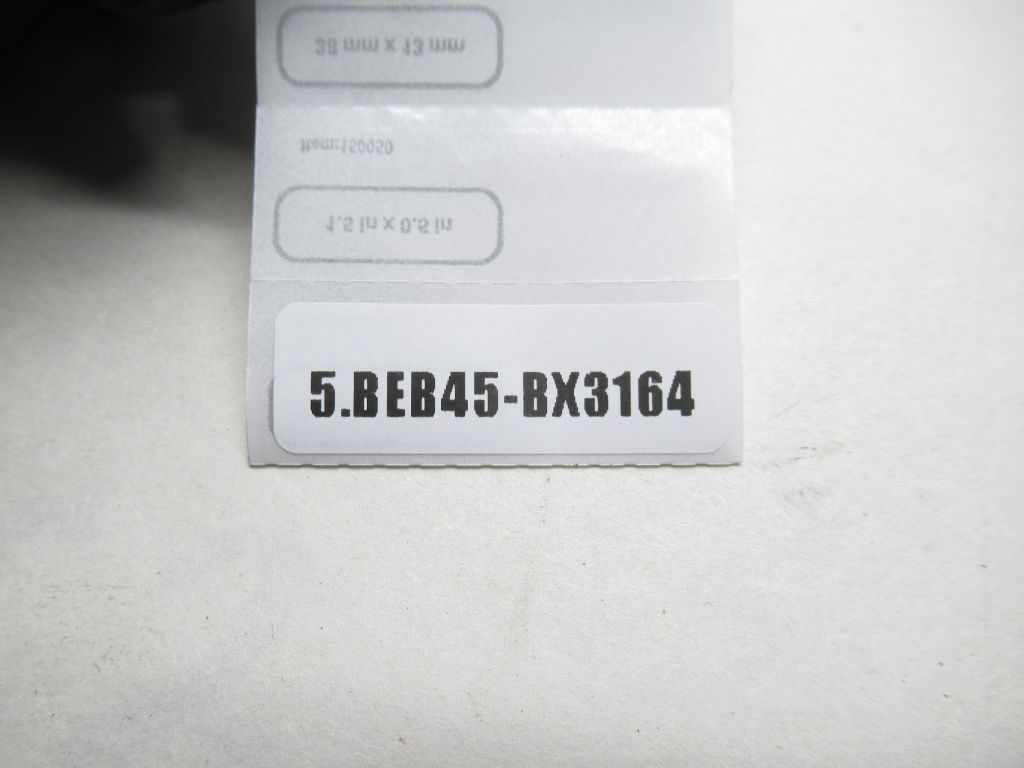 38 mm x 13 mm
Item:150050
1.5 in x 0.5 in
5.BEB45-BX3164